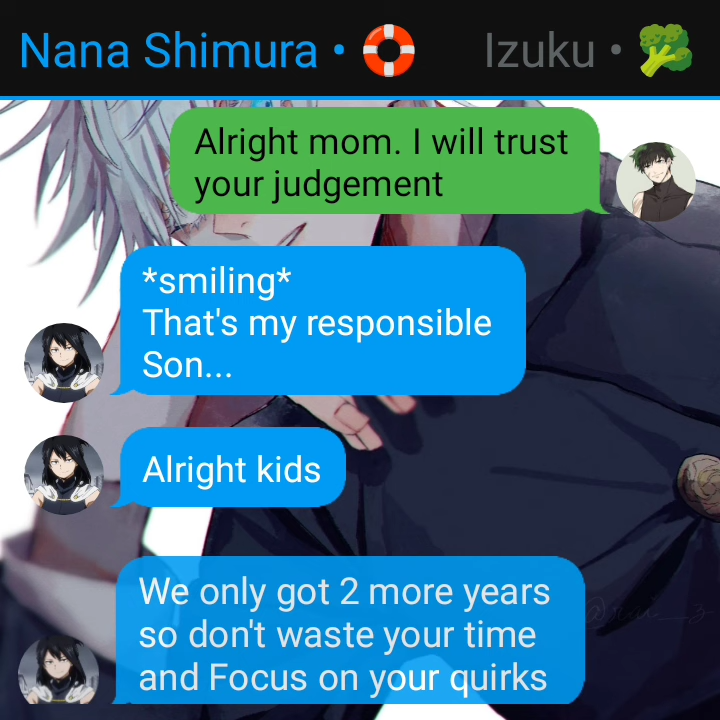 Nana Shimura • 🛟 Izuku • 🥦
Alright mom. I will trust
your judgement
*smiling*
That's my responsible
Son...
Alright kids
We only got 2 more years
so don't waste your time
and Focus on your quirks